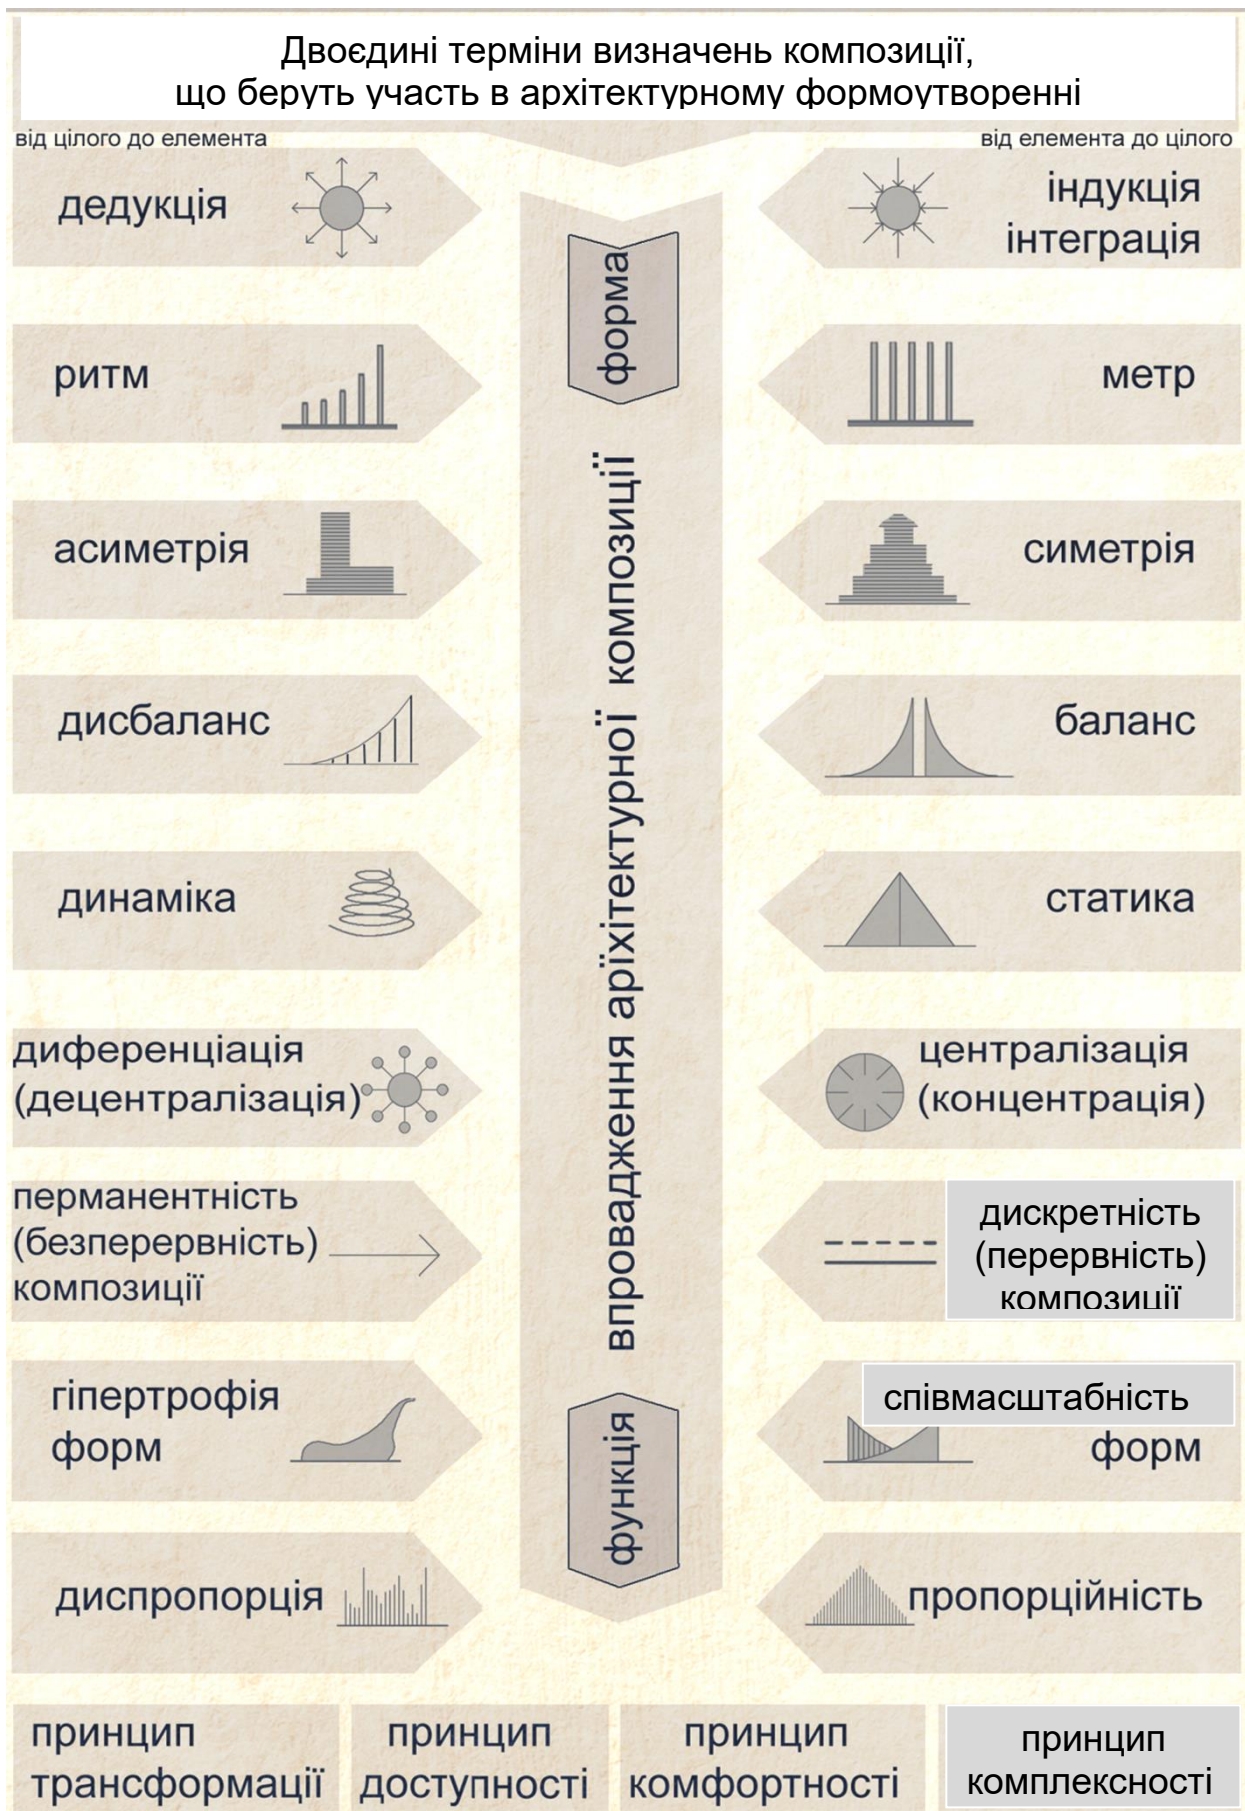 Двоєдині терміни визначень композиції,
що беруть участь в архітектурному формоутворенні
від цілого до елемента
від елемента до цілого
дедукція
індукція
інтеграція
форма
ритм
метр
асиметрія
симетрія
дисбаланс
баланс
динаміка
статика
впровадження арїхітектурної композиції
диференціація
(децентралізація)
централізація
(концентрація)
перманентність
(безперервність)
композиції
дискретність
(перервність)
композиції
гіпертрофія
форм
співмасштабність
форм
функція
диспропорція
пропорційність
принцип
трансформації
принцип
доступності
принцип
комфортності
принцип
комплексності